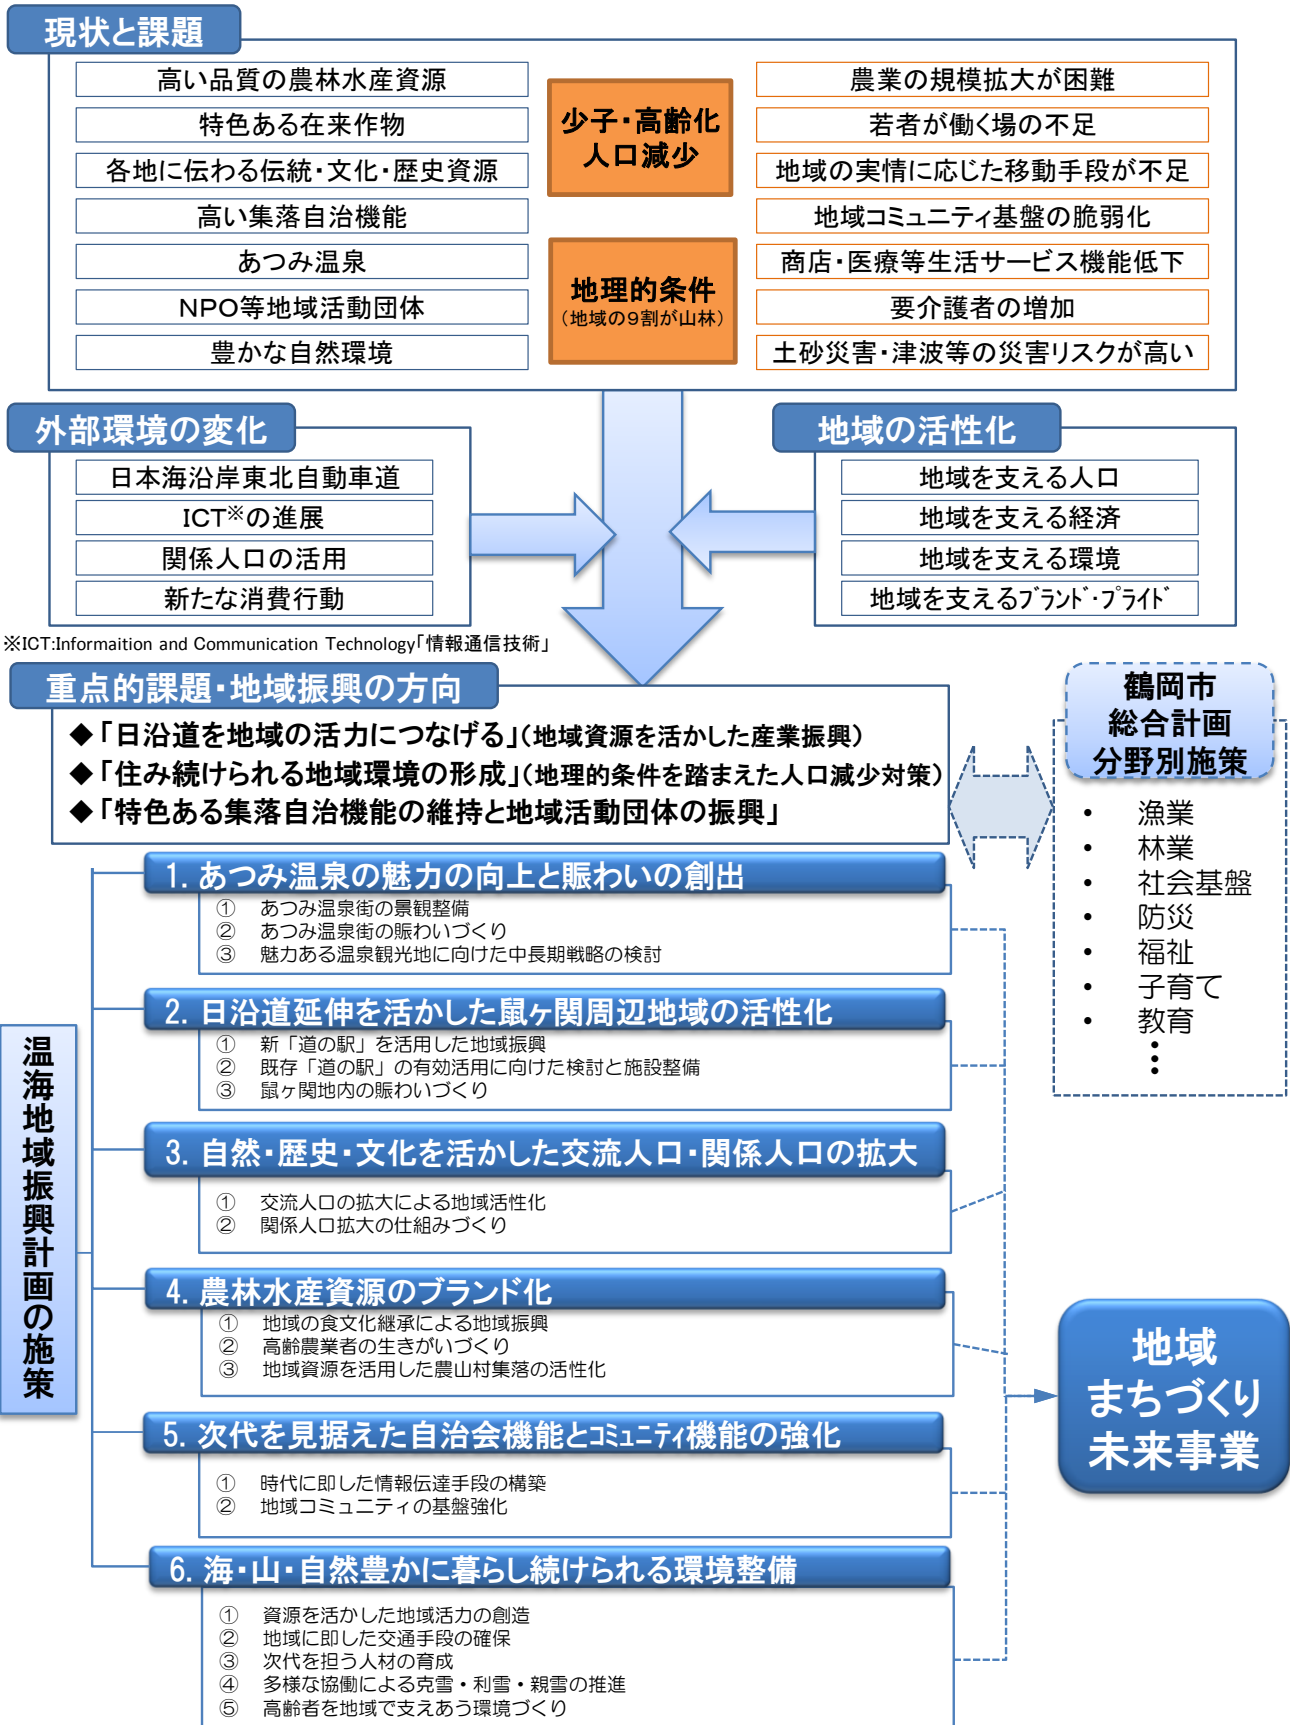 現状と課題
高い品質の農林水産資源
特色ある在来作物
各地に伝わる伝統・文化・歴史資源
高い集落自治機能
あつみ温泉
NPO等地域活動団体
豊かな自然環境
少子・高齢化
人口減少
地理的条件
（地域の9割が山林）
農業の規模拡大が困難
若者が働く場の不足
地域の実情に応じた移動手段が不足
地域コミュニティ基盤の脆弱化
商店・医療等生活サービス機能低下
要介護者の増加
土砂災害・津波等の災害リスクが高い
外部環境の変化
日本海沿岸東北自動車道
ICT※の進展
関係人口の活用
新たな消費行動
※ICT:Informaition and Communication Technology「情報通信技術」
地域の活性化
地域を支える人口
地域を支える経済
地域を支える環境
地域を支えるﾌﾞﾗﾝﾄﾞ･ﾌﾟﾗｲﾄﾞ
重点的課題・地域振興の方向
◆「日沿道を地域の活力につなげる」（地域資源を活かした産業振興）
◆「住み続けられる地域環境の形成」（地理的条件を踏まえた人口減少対策）
◆「特色ある集落自治機能の維持と地域活動団体の振興」
鶴岡市
総合計画
分野別施策
• 漁業
• 林業
• 社会基盤
• 防災
• 福祉
• 子育て
• 教育
⋮
温海地域振興計画の施策
1. あつみ温泉の魅力の向上と賑わいの創出
① あつみ温泉街の景観整備
② あつみ温泉街の賑わいづくり
③ 魅力ある温泉観光地に向けた中長期戦略の検討
2. 日沿道延伸を活かした鼠ヶ関周辺地域の活性化
① 新「道の駅」を活用した地域振興
② 既存「道の駅」の有効活用に向けた検討と施設整備
③ 鼠ヶ関地内の賑わいづくり
3. 自然・歴史・文化を活かした交流人口・関係人口の拡大
① 交流人口の拡大による地域活性化
② 関係人口拡大の仕組みづくり
4. 農林水産資源のブランド化
① 地域の食文化継承による地域振興
② 高齢農業者の生きがいづくり
③ 地域資源を活用した農山村集落の活性化
5. 次代を見据えた自治会機能とｺﾐｭﾆﾃｨ機能の強化
① 時代に即した情報伝達手段の構築
② 地域コミュニティの基盤強化
6. 海・山・自然豊かに暮らし続けられる環境整備
① 資源を活かした地域活力の創造
② 地域に即した交通手段の確保
③ 次代を担う人材の育成
④ 多様な協働による克雪・利雪・親雪の推進
⑤ 高齢者を地域で支えあう環境づくり
地域
まちづくり
未来事業